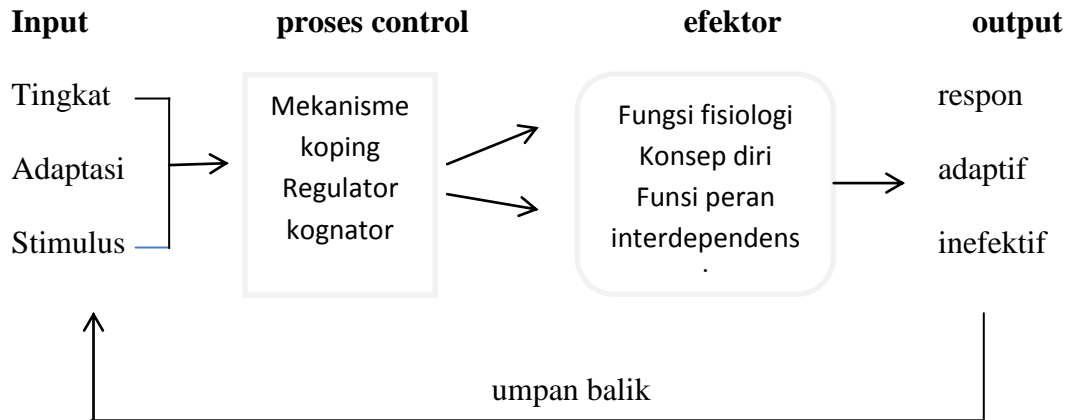 Input proses control efektor output
Tingkat
Adaptasi
Stimulus
Mekanisme
koping
Regulator
kognator
Fungsi fisiologi
Konsep diri
Funsi peran
interdependens
respon
adaptif
inefektif
umpan balik